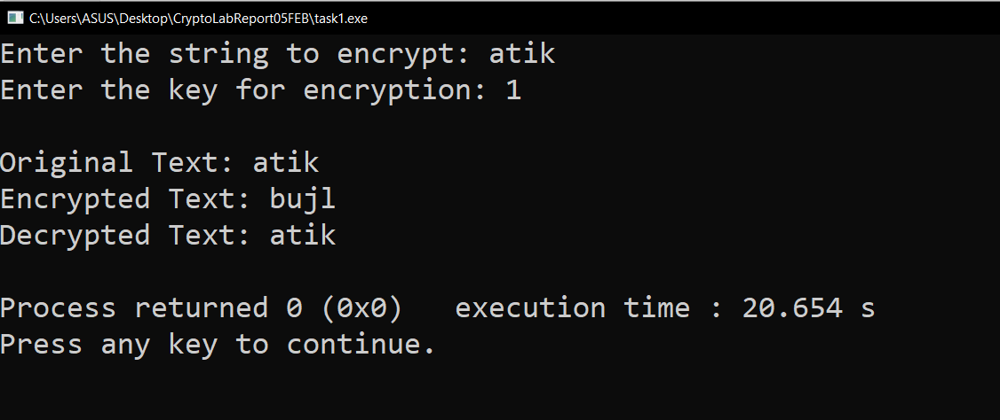 C:\Users\ASUS\Desktop\CryptoLabReport05FEB\task1.exe
Enter the string to encrypt: atik
Enter the key for encryption: 1
Original Text: atik
Encrypted Text: bujl
Decrypted Text: atik
Process returned 0 (0x0)   execution time : 20.654 s
Press any key to continue.